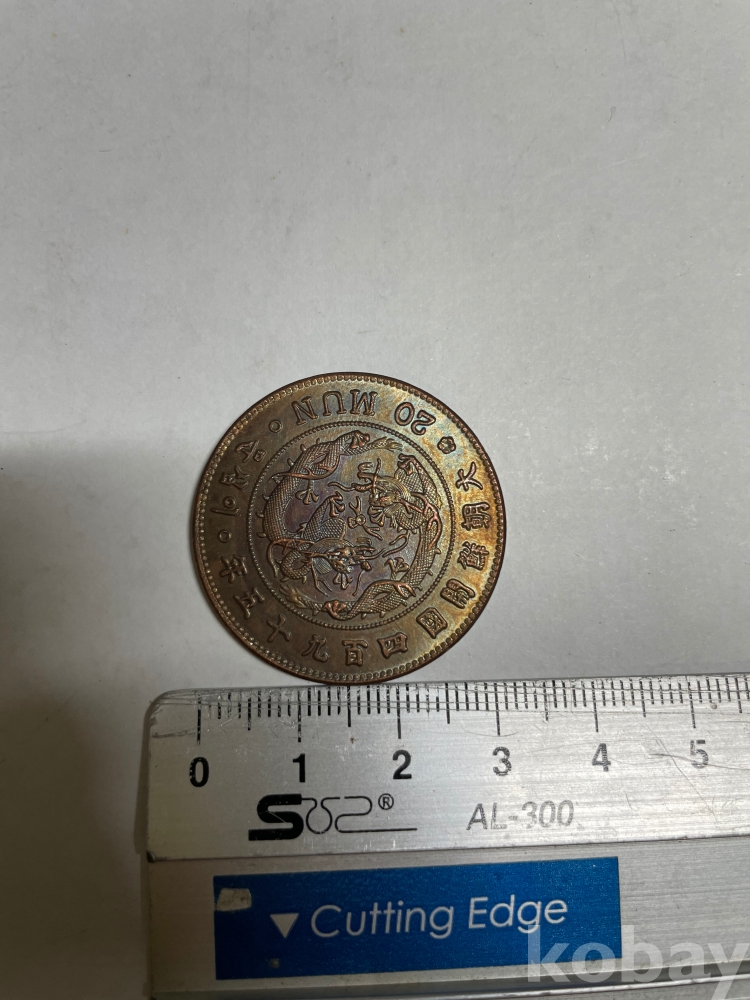 大朝鮮開國四百九十五年
20 MUN
0 1 2 3 4 5
SUS®
AL-300
Cutting Edge
kobay